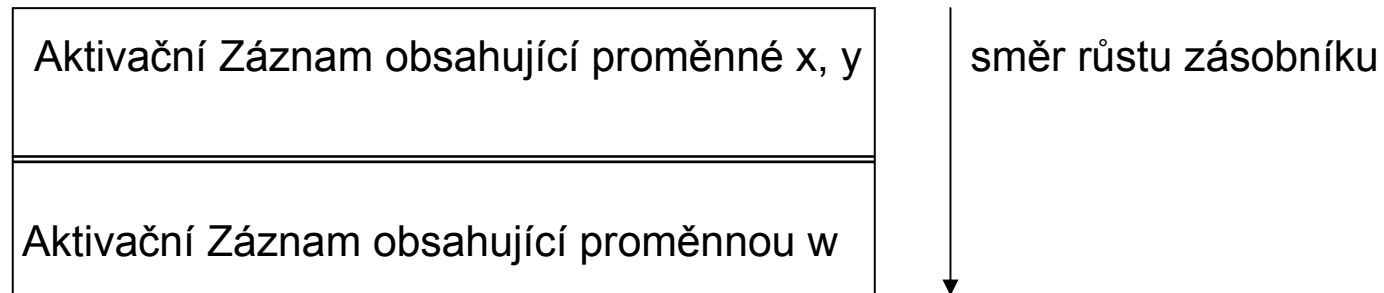 Aktivační Záznam obsahující proměnné x, y
směr růstu zásobníku
Aktivační Záznam obsahující proměnnou w